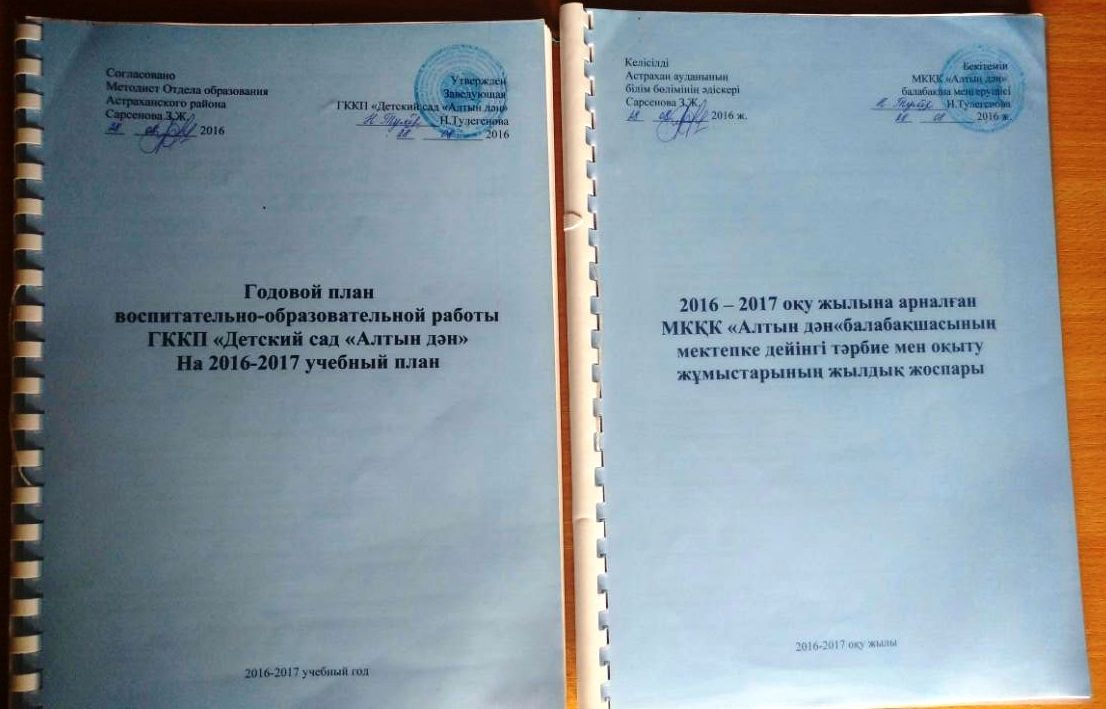 Согласовано
Методист Отдела образования
Астраханского района
Сарсенова З.Ж.
2016
Утвержден
Заведующая
ГККП «Детский сад «Алтын дән»
Н.Тулегенова
2016
Годовой план
воспитательно-образовательной работы
ГККП «Детский сад «Алтын дән»
На 2016-2017 учебный план
2016-2017 учебный год
Келісілді
Астрахан ауданының
білім бөлімінің әдіскері
Сарсенова З.Ж.
2016 ж.
Бекітемін
МКҚК «Алтын дән»
балабақша меңгерушісі
Н.Тулегенова
2016 ж.
2016 – 2017 оқу жылына арналған
МКҚК «Алтын дән«балабақшасының
мектепке дейінгі тәрбие мен оқыту
жұмыстарының жылдық жоспары
2016-2017 оқу жылы